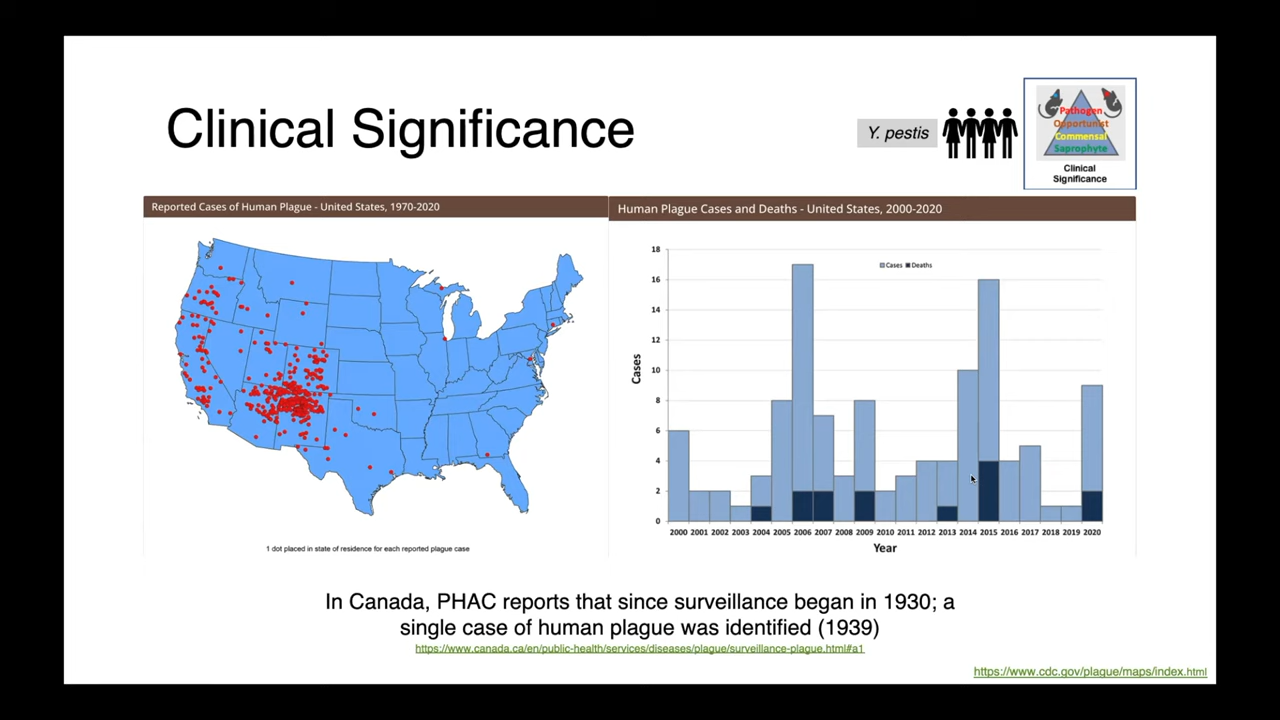 Clinical Significance
Y. pestis
Pathogen
Opportunist
Commensal
Saprophyte
Clinical
Significance
Reported Cases of Human Plague - United States, 1970-2020
1 dot placed in state of residence for each reported plague case
Human Plague Cases and Deaths - United States, 2000-2020
Cases Deaths
Cases
18
16
14
12
10
8
6
4
2
0
2000 2001 2002 2003 2004 2005 2006 2007 2008 2009 2010 2011 2012 2013 2014 2015 2016 2017 2018 2019 2020
Year
In Canada, PHAC reports that since surveillance began in 1930; a
single case of human plague was identified (1939)
https://www.canada.ca/en/public-health/services/diseases/plague/surveillance-plague.html#a1
https://www.cdc.gov/plague/maps/index.html